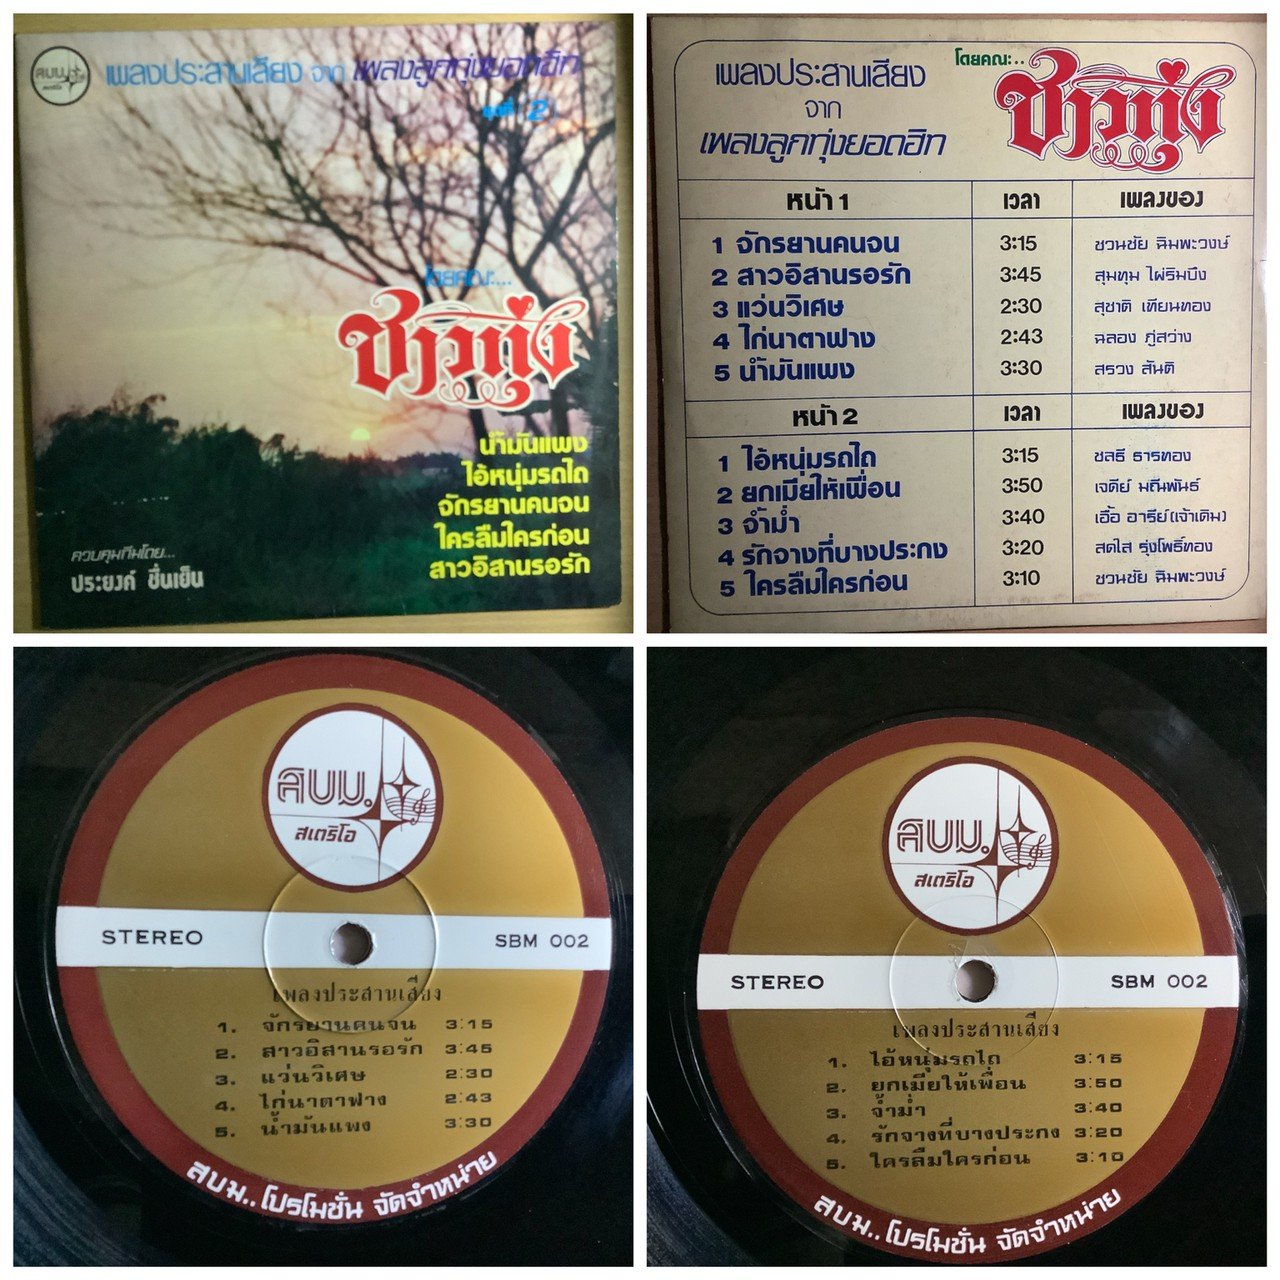 สบม.
สเตริโอ
เพลงประสานเสียง จาก เพลงลูกทุ่งยอดฮิท
ชุดที่ 2
โดยคณะ...
ชาวทุ่ง
น้ำมันแพง
ไอ้หนุ่มรถไถ
จักรยานคนจน
ใครลืมใครก่อน
สาวอิสานรอรัก
ควบคุมทีมโดย...
ประยงค์ ชื่นเย็น
เพลงประสานเสียง
จาก
เพลงลูกทุ่งยอดฮิท
โดยคณะ..
ชาวทุ่ง
หน้า 1 เวลา เพลงของ
1 จักรยานคนจน 3:15 ชวนชัย ฉิมพะวงษ์
2 สาวอิสานรอรัก 3:45 สุมทุม ไผ่ริมบึง
3 แว่นวิเศษ 2:30 สุชาติ เทียนทอง
4 ไก่นาตาฟาง 2:43 ฉลอง ภู่สว่าง
5 น้ำมันแพง 3:30 สรวง สันติ
หน้า 2 เวลา เพลงของ
1 ไอ้หนุ่มรถไถ 3:15 ชลธี ธารทอง
2 ยกเมียให้เพื่อน 3:50 เจดีย์ มณีพันธ์
3 จ้ำม่ำ 3:40 เอื้อ อารีย์(เจ้าเดิม)
4 รักจางที่บางประกง 3:20 สดใส รุ่งโพธิ์ทอง
5 ใครลืมใครก่อน 3:10 ชวนชัย ฉิมพะวงษ์
สบม.
สเตริโอ
STEREO SBM 002
เพลงประสานเสียง
1. จักรยานคนจน 3:15
2. สาวอิสานรอรัก 3:45
3. แว่นวิเศษ 2:30
4. ไก่นาตาฟาง 2:43
5. น้ำมันแพง 3:30
สบม.. โปรโมชั่น จัดจำหน่าย
สบม.
สเตริโอ
STEREO SBM 002
เพลงประสานเสียง
1. ไอ้หนุ่มรถไถ 3:15
2. ยกเมียให้เพื่อน 3:50
3. จ้ำม่ำ 3:40
4. รักจางที่บางประกง 3:20
5. ใครลืมใครก่อน 3:10
สบม.. โปรโมชั่น จัดจำหน่าย